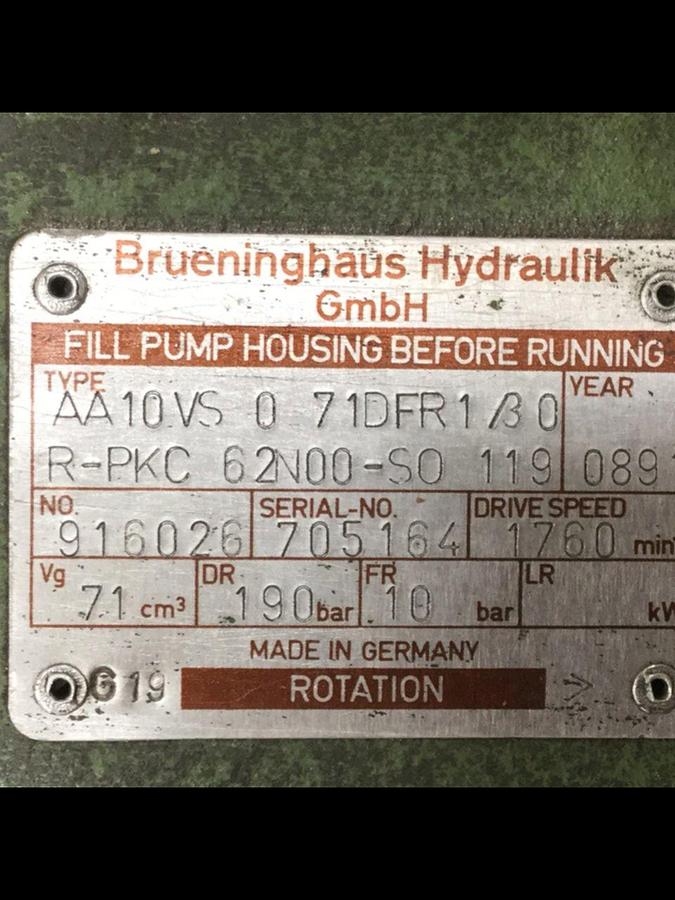 Brueninghaus Hydraulik
GmbH
FILL PUMP HOUSING BEFORE RUNNING
TYPE
AA10VS O 71DFR1/30
YEAR
R-PKC 62N00-SO 119
089
NO.
916026
SERIAL-NO.
705164
DRIVE SPEED
1760 min
Vg
71 cm³
DR
190 bar
FR
10 bar
LR
kW
MADE IN GERMANY
619
ROTATION >